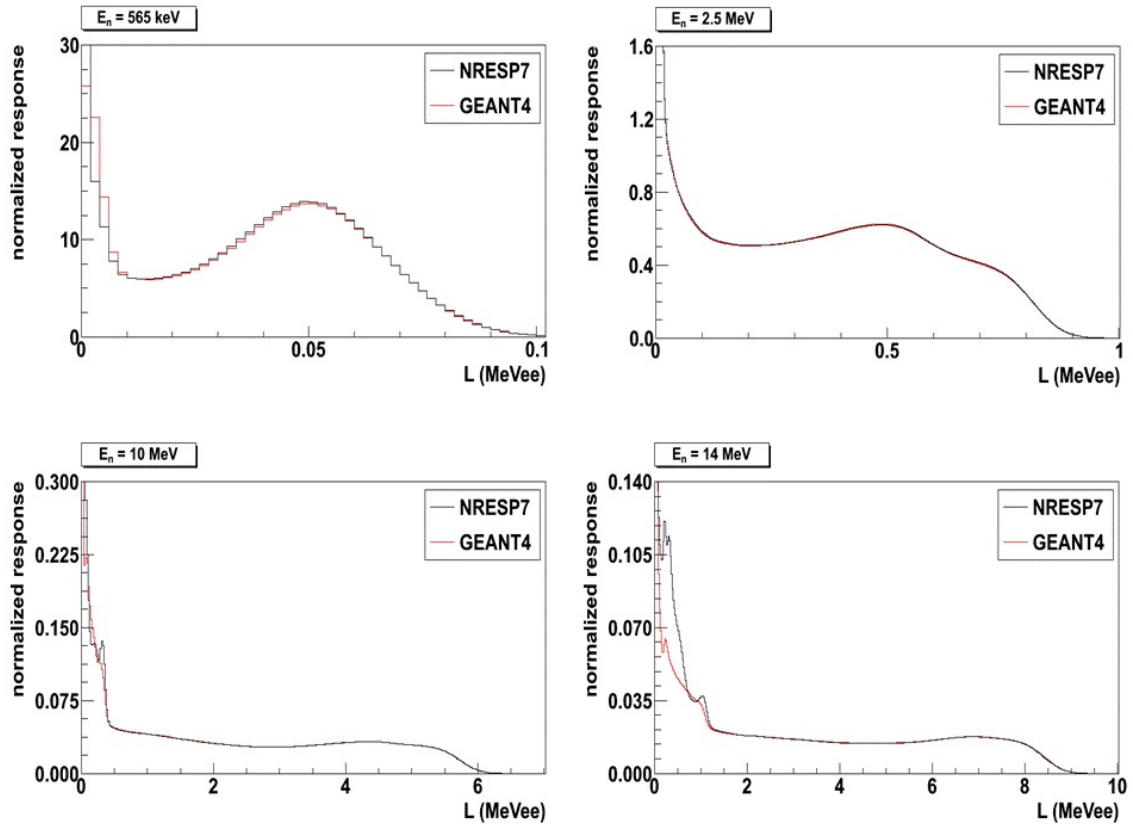 Eₙ = 565 keV
normalized response
30
20
10
0
NRESP7
GEANT4
0 0.05 0.1
L (MeVee)
Eₙ = 2.5 MeV
normalized response
1.6
1.2
0.8
0.4
0.0
NRESP7
GEANT4
0 0.5 1
L (MeVee)
Eₙ = 10 MeV
normalized response
0.300
0.225
0.150
0.075
0.000
NRESP7
GEANT4
0 2 4 6
L (MeVee)
Eₙ = 14 MeV
normalized response
0.140
0.105
0.070
0.035
0.000
NRESP7
GEANT4
0 2 4 6 8 10
L (MeVee)